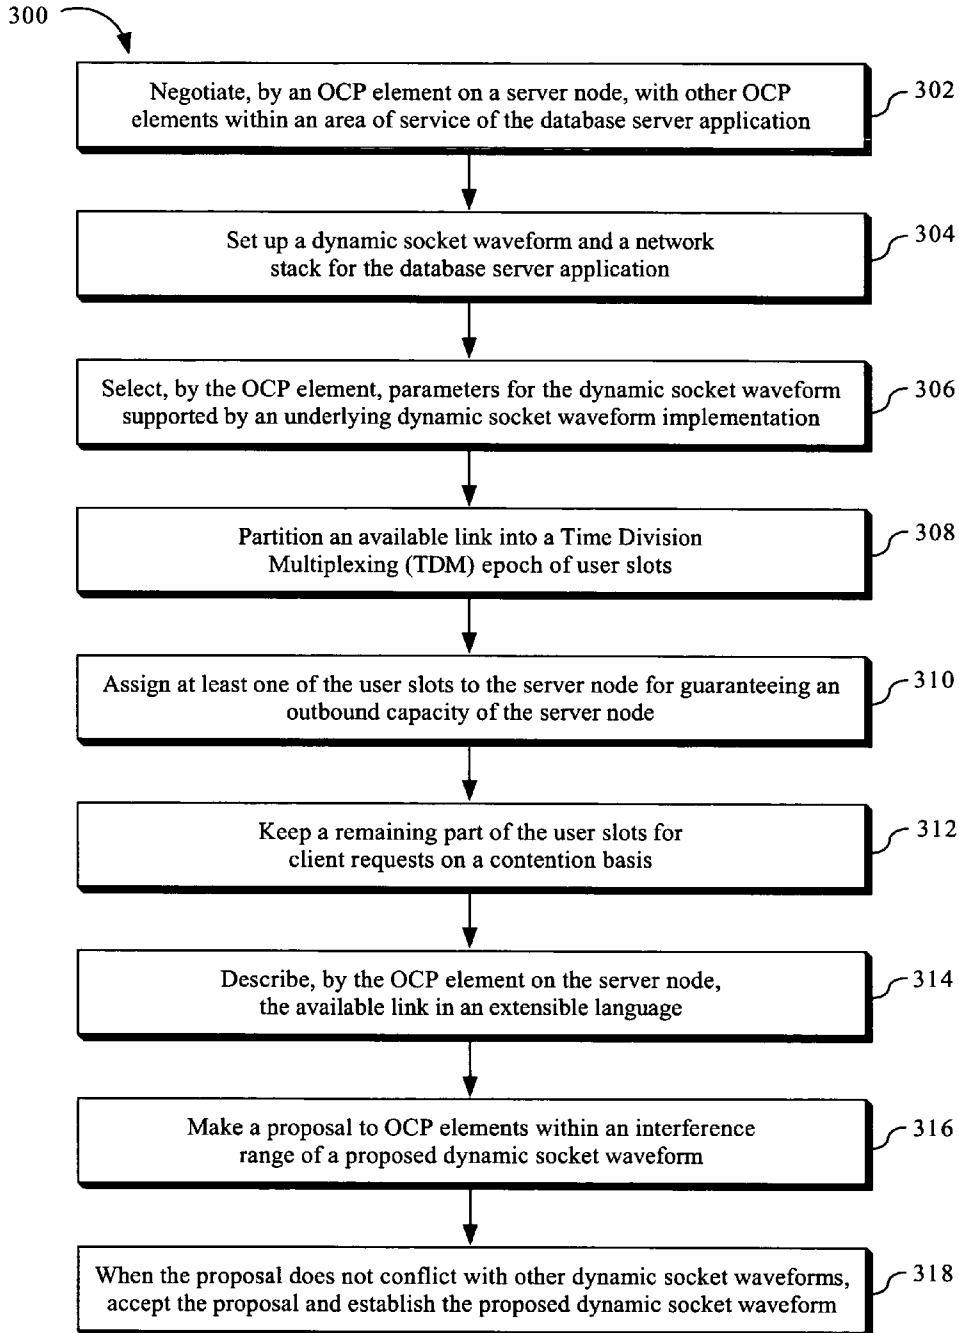 300
Negotiate, by an OCP element on a server node, with other OCP
elements within an area of service of the database server application
302
Set up a dynamic socket waveform and a network
stack for the database server application
304
Select, by the OCP element, parameters for the dynamic socket waveform
supported by an underlying dynamic socket waveform implementation
306
Partition an available link into a Time Division
Multiplexing (TDM) epoch of user slots
308
Assign at least one of the user slots to the server node for guaranteeing an
outbound capacity of the server node
310
Keep a remaining part of the user slots for
client requests on a contention basis
312
Describe, by the OCP element on the server node,
the available link in an extensible language
314
Make a proposal to OCP elements within an interference
range of a proposed dynamic socket waveform
316
When the proposal does not conflict with other dynamic socket waveforms,
accept the proposal and establish the proposed dynamic socket waveform
318